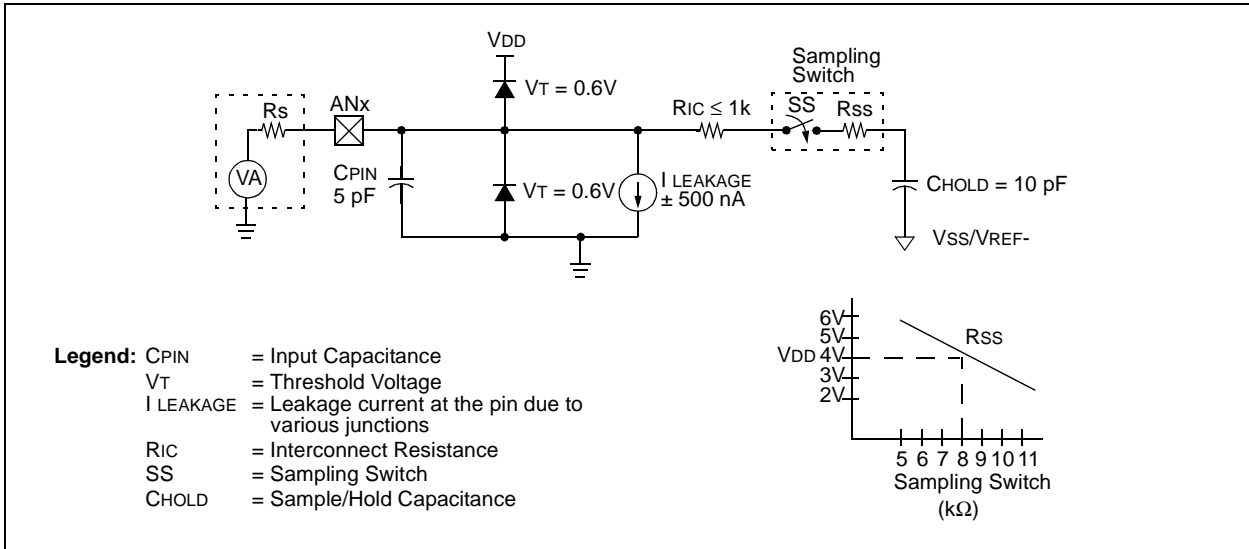 VDD
Sampling
Switch
VT = 0.6V
Rs
ANx
RIC ≤ 1k
SS
RSS
VA
CPIN
5 pF
VT = 0.6V
I LEAKAGE
± 500 nA
CHOLD = 10 pF
VSS/VREF-
Legend: CPIN = Input Capacitance
VT = Threshold Voltage
I LEAKAGE = Leakage current at the pin due to
various junctions
RIC = Interconnect Resistance
SS = Sampling Switch
CHOLD = Sample/Hold Capacitance
6V
5V
VDD 4V
3V
2V
RSS
5 6 7 8 9 10 11
Sampling Switch
(kΩ)